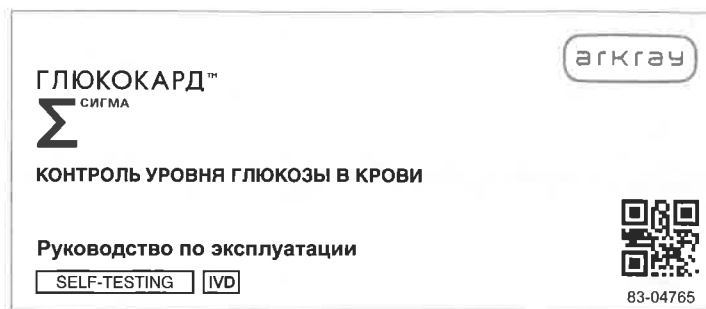 arkray
ГЛЮКОКАРД™
Σ СИГМА
КОНТРОЛЬ УРОВНЯ ГЛЮКОЗЫ В КРОВИ
Руководство по эксплуатации
SELF-TESTING IVD
83-04765